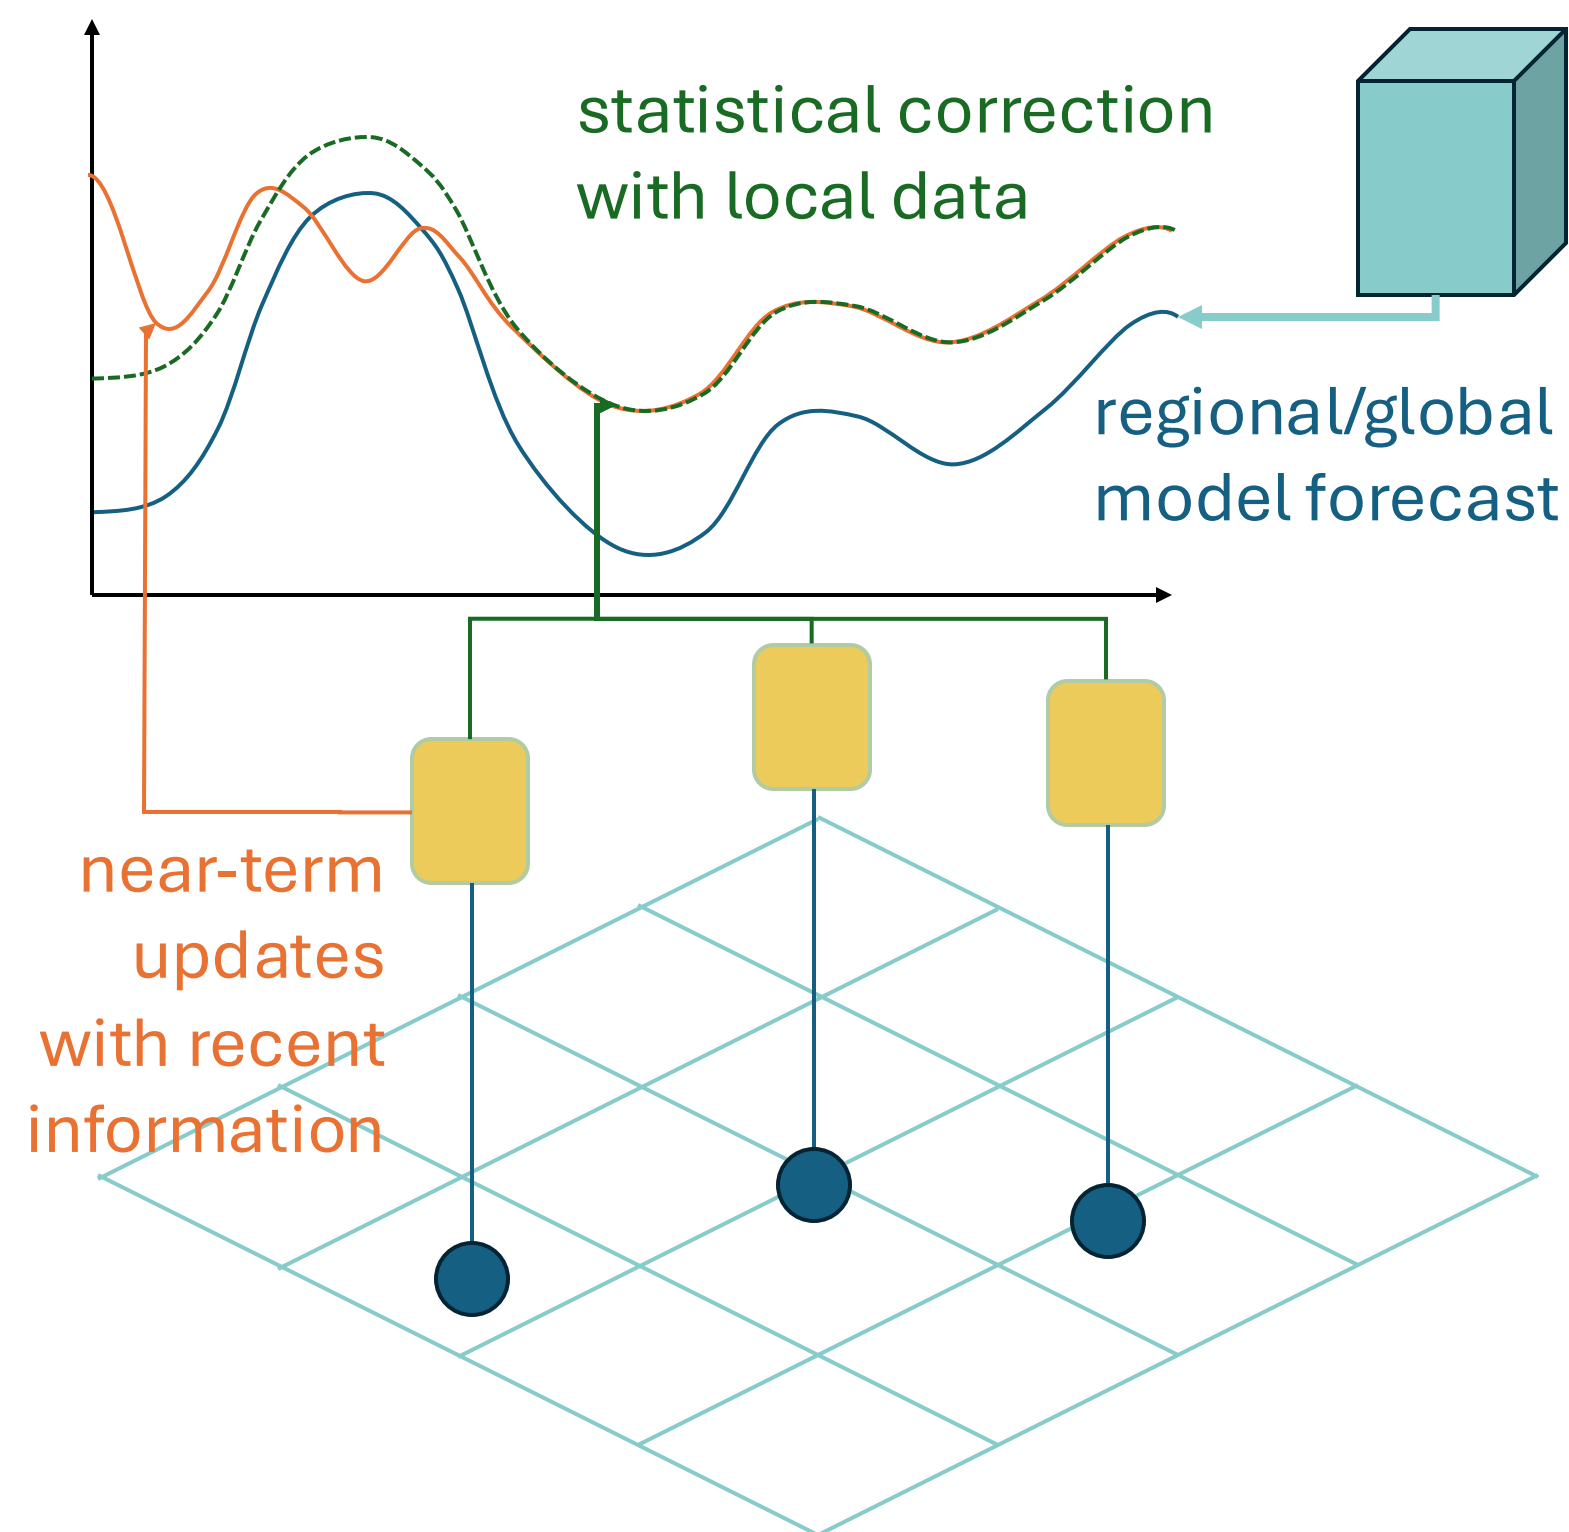 statistical correction
with local data
regional/global
model forecast
near-term
updates
with recent
information